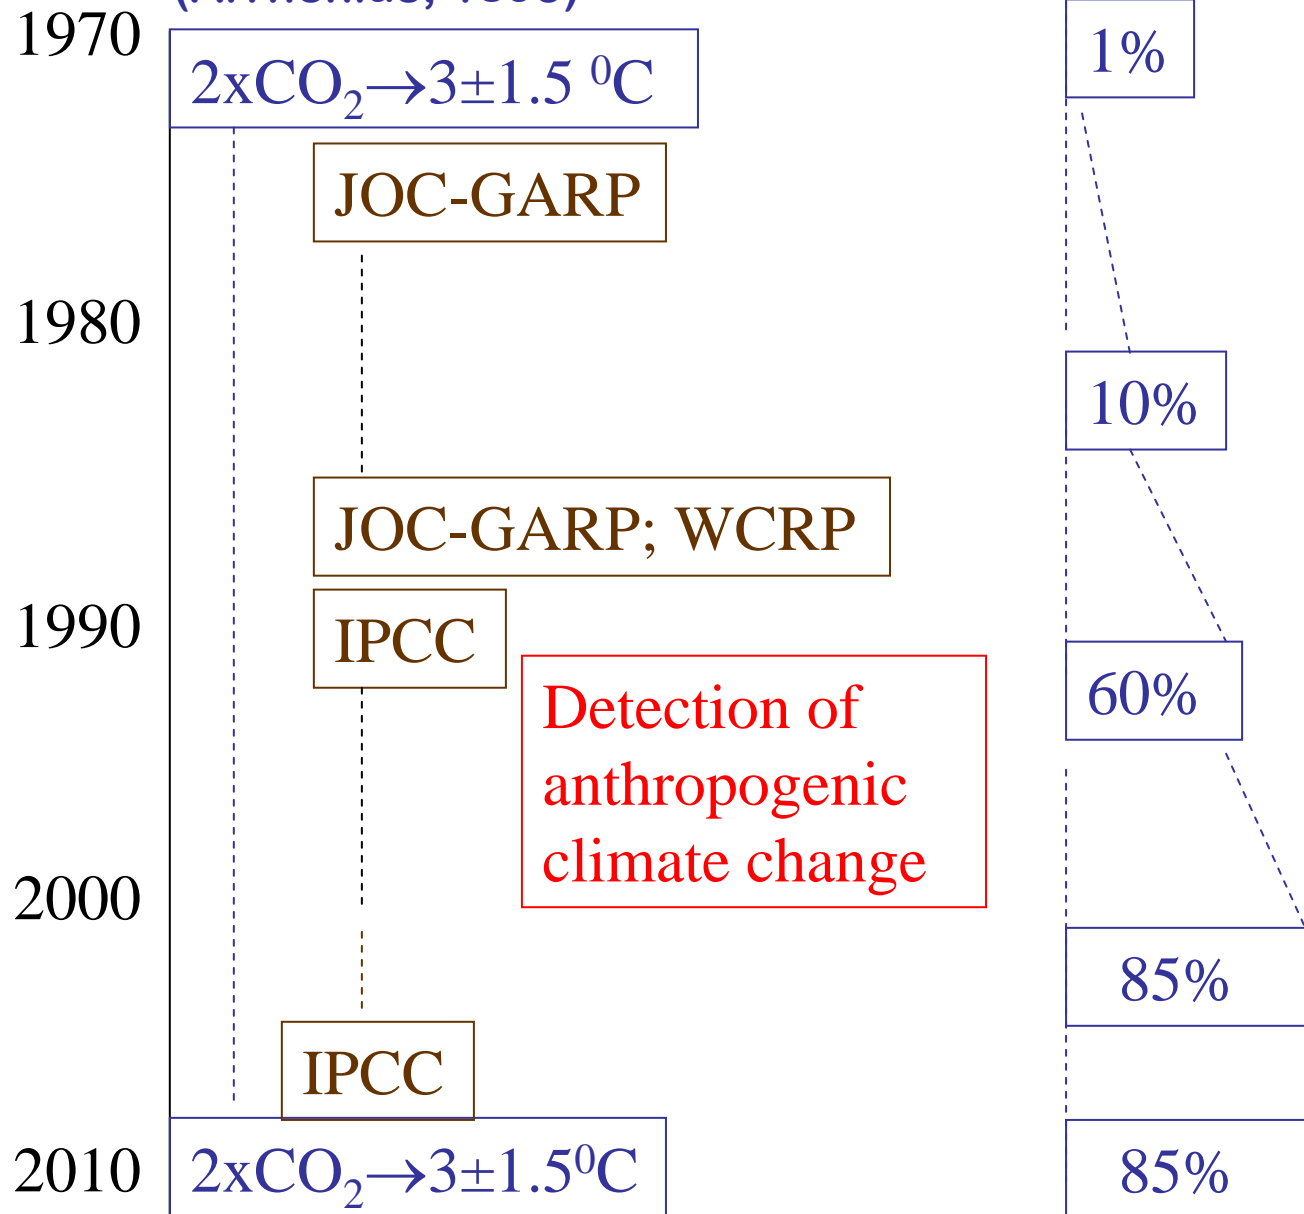 1970
2xCO₂→3±1.5 ⁰C
1%
JOC-GARP
1980
10%
JOC-GARP; WCRP
1990
IPCC
60%
Detection of
anthropogenic
climate change
2000
85%
IPCC
2010
2xCO₂→3±1.5⁰C
85%